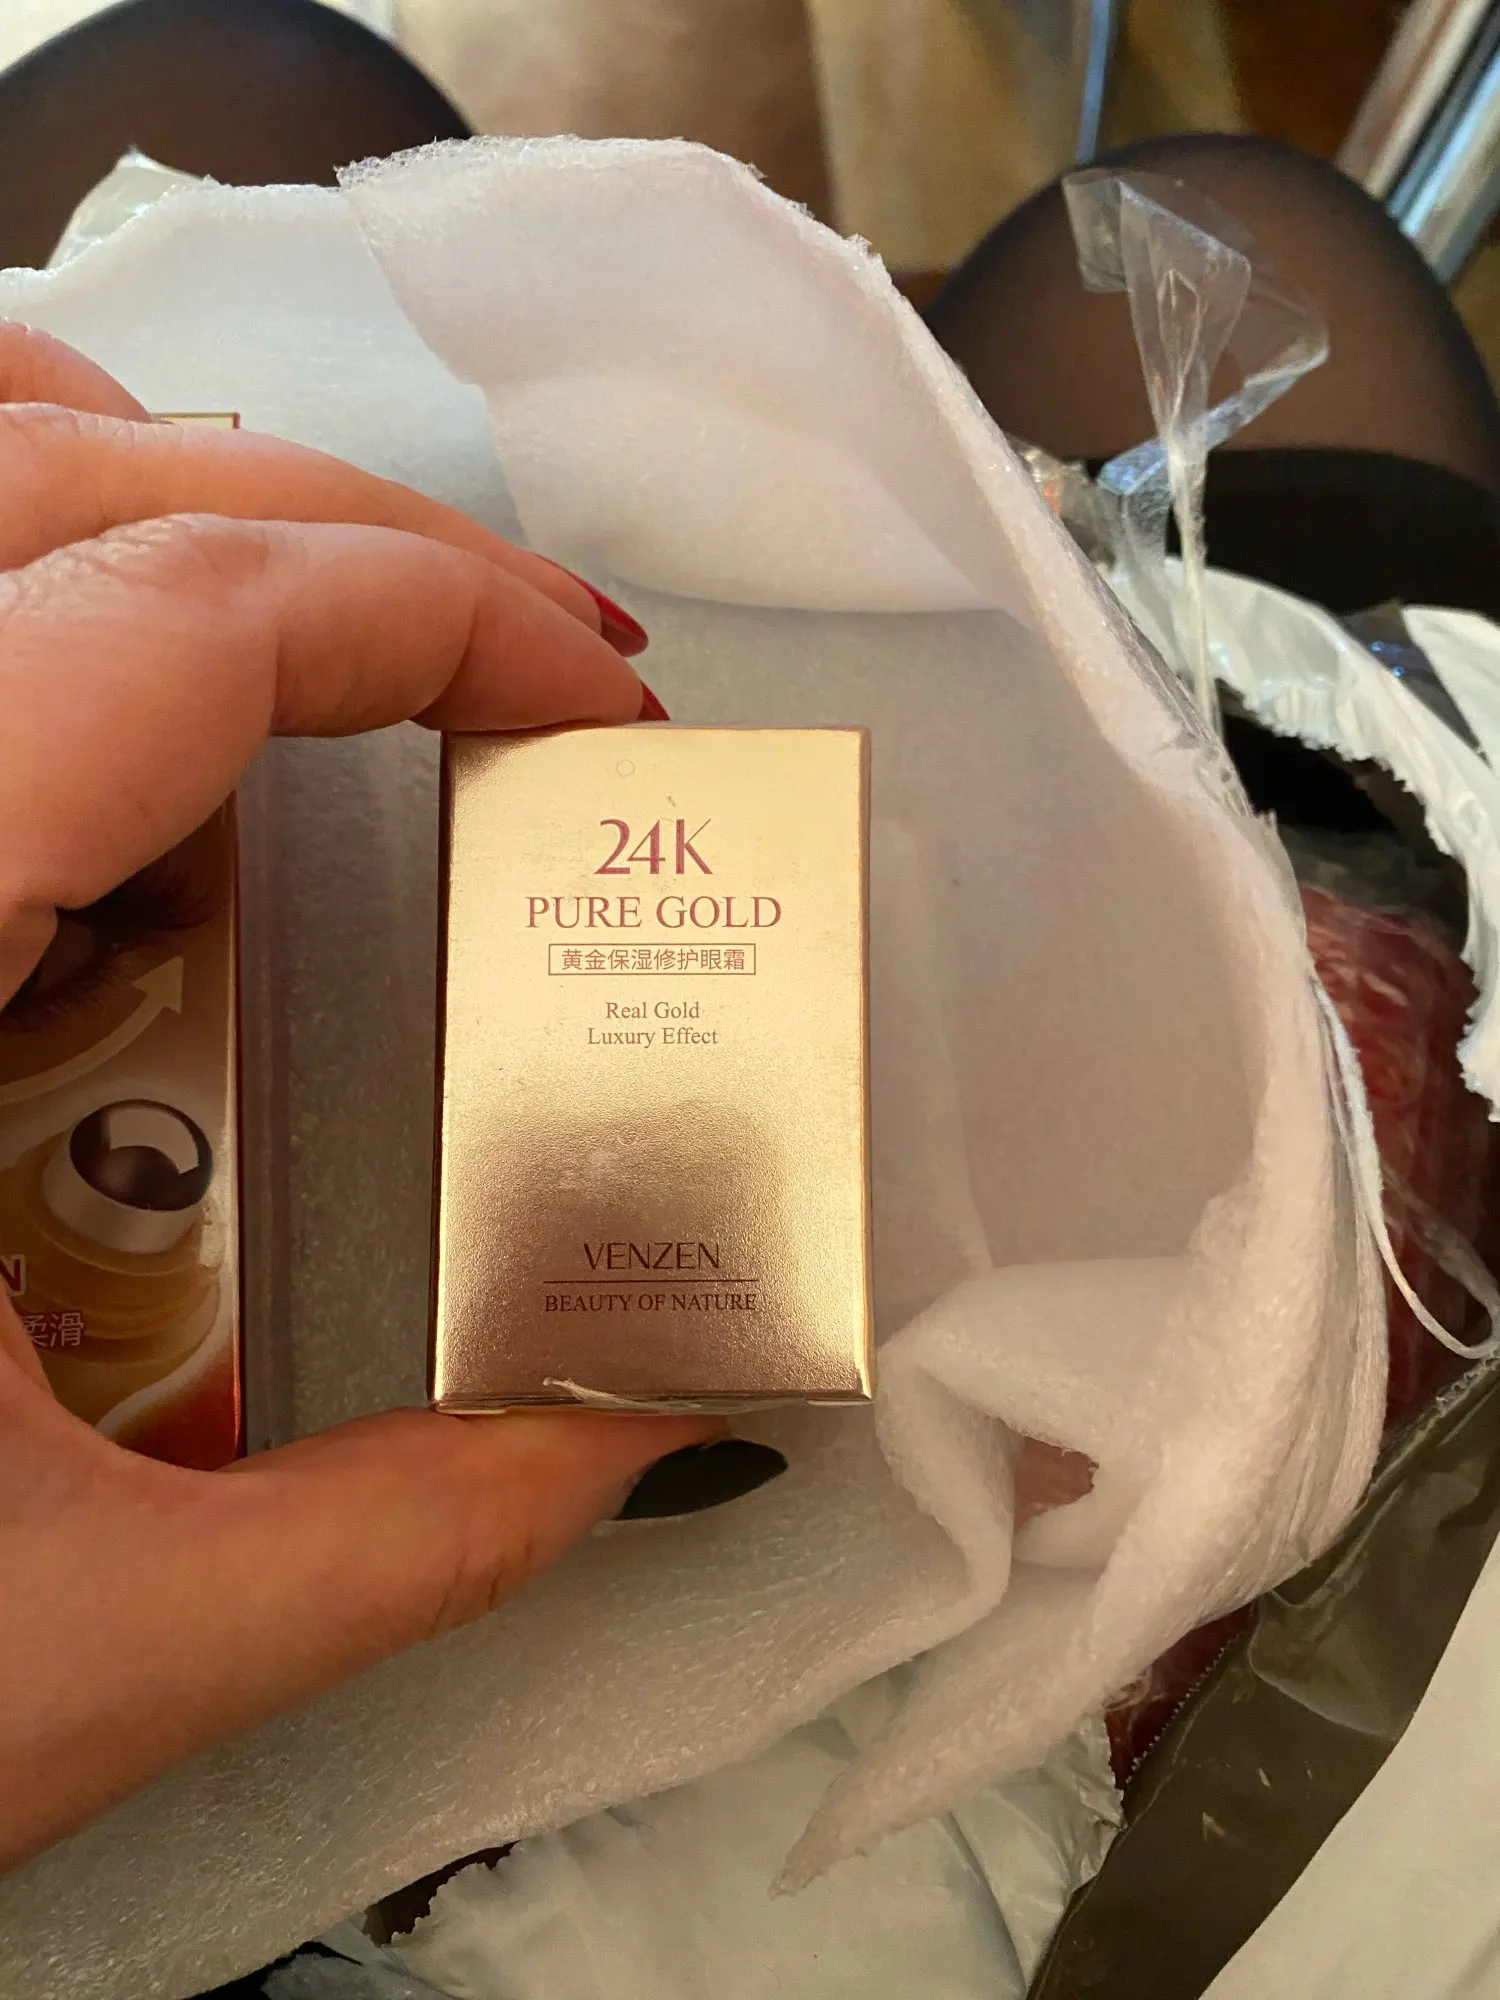 24K
PURE GOLD
黄金保湿修护眼霜
Real Gold
Luxury Effect
VENZEN
BEAUTY OF NATURE
N
柔滑